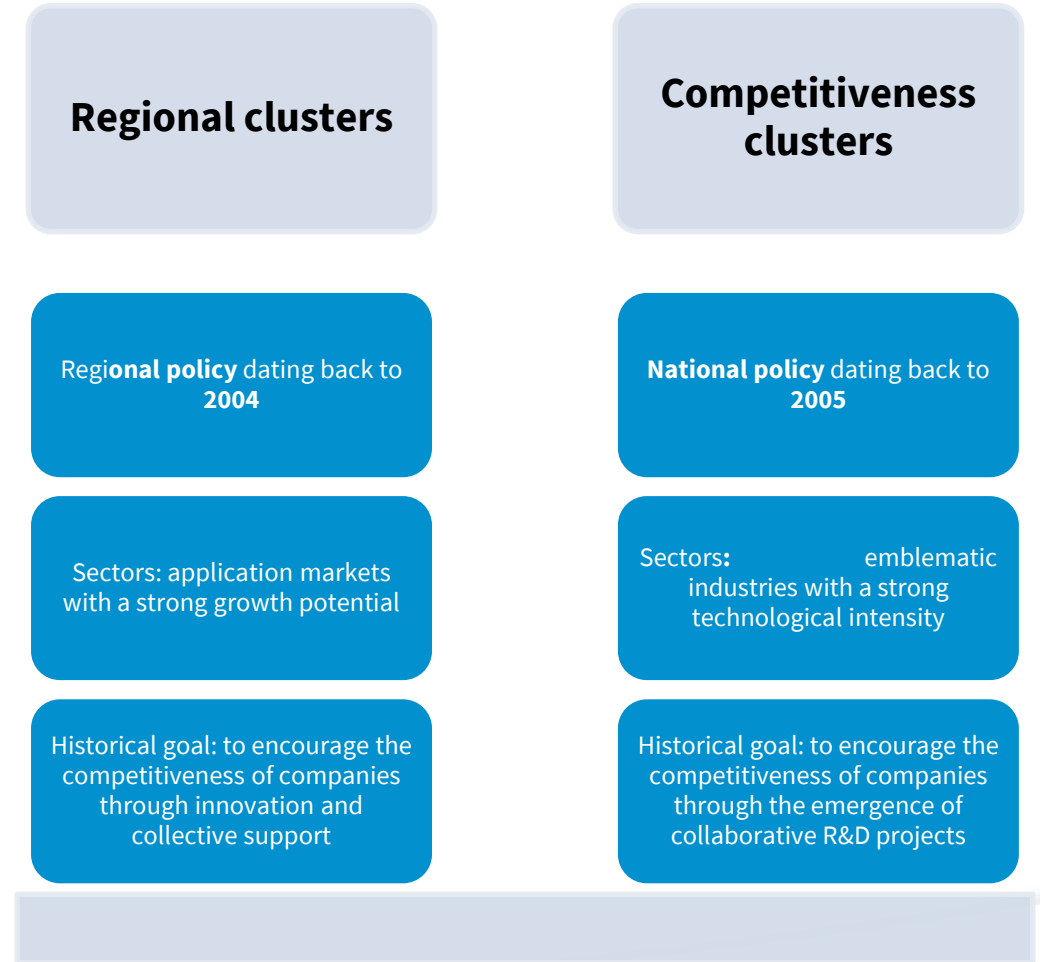 Regional clusters
Regional policy dating back to
2004
Sectors: application markets
with a strong growth potential
Historical goal: to encourage the
competitiveness of companies
through innovation and
collective support
Competitiveness
clusters
National policy dating back to
2005
Sectors: emblematic
industries with a strong
technological intensity
Historical goal: to encourage the
competitiveness of companies
through the emergence of
collaborative R&D projects